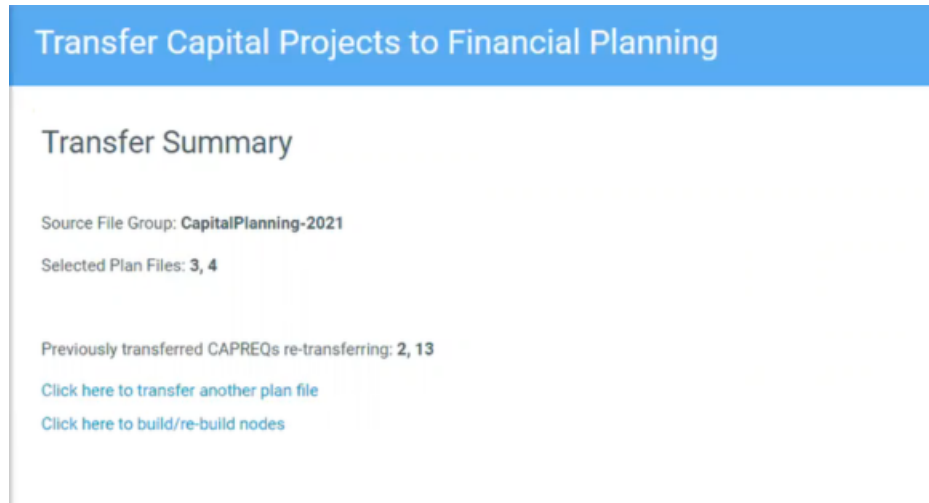 Transfer Capital Projects to Financial Planning
Transfer Summary
Source File Group: CapitalPlanning-2021
Selected Plan Files: 3, 4
Previously transferred CAPREQs re-transferring: 2, 13
Click here to transfer another plan file
Click here to build/re-build nodes